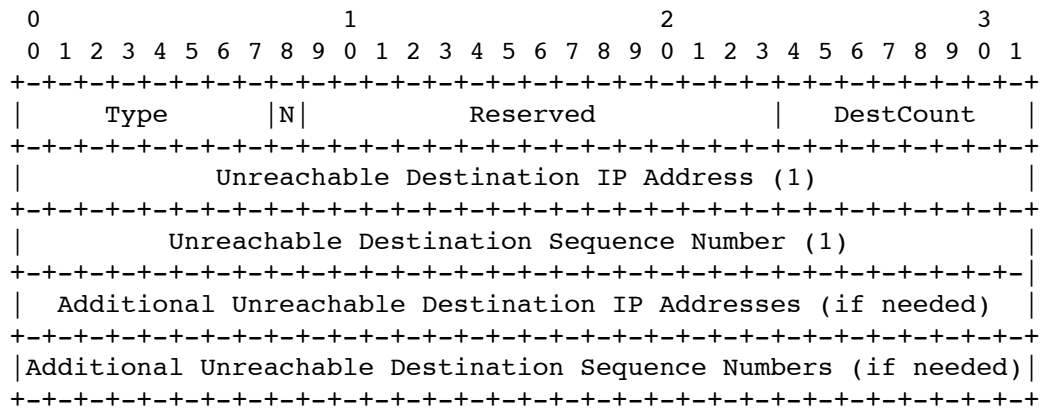 0                   1                   2                   3
 0 1 2 3 4 5 6 7 8 9 0 1 2 3 4 5 6 7 8 9 0 1 2 3 4 5 6 7 8 9 0 1
+-+-+-+-+-+-+-+-+-+-+-+-+-+-+-+-+-+-+-+-+-+-+-+-+-+-+-+-+-+-+-+-+
|     Type      |N|          Reserved           |   DestCount   |
+-+-+-+-+-+-+-+-+-+-+-+-+-+-+-+-+-+-+-+-+-+-+-+-+-+-+-+-+-+-+-+-+
|            Unreachable Destination IP Address (1)             |
+-+-+-+-+-+-+-+-+-+-+-+-+-+-+-+-+-+-+-+-+-+-+-+-+-+-+-+-+-+-+-+-+
|         Unreachable Destination Sequence Number (1)           |
+-+-+-+-+-+-+-+-+-+-+-+-+-+-+-+-+-+-+-+-+-+-+-+-+-+-+-+-+-+-+-+-|
|  Additional Unreachable Destination IP Addresses (if needed)  |
+-+-+-+-+-+-+-+-+-+-+-+-+-+-+-+-+-+-+-+-+-+-+-+-+-+-+-+-+-+-+-+-+
|Additional Unreachable Destination Sequence Numbers (if needed)|
+-+-+-+-+-+-+-+-+-+-+-+-+-+-+-+-+-+-+-+-+-+-+-+-+-+-+-+-+-+-+-+-+